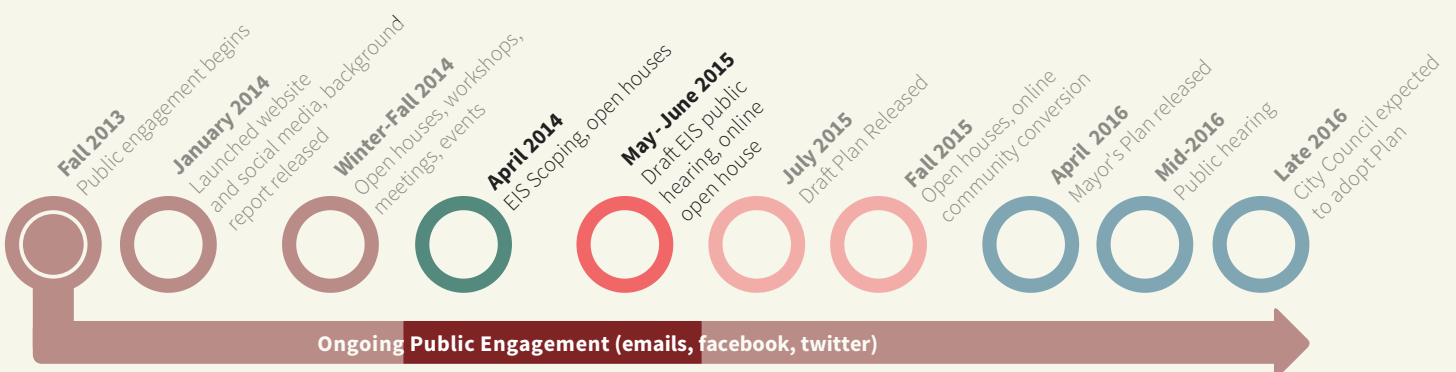 Fall 2013
Public engagement begins
January 2014
Launched website
and social media, background
report released
Winter-Fall 2014
Open houses, workshops,
meetings, events
April 2014
EIS Scoping, open houses
May-June 2015
Draft EIS public
hearing, online
open house
July 2015
Draft Plan Released
Fall 2015
Open houses, online
community conversion
April 2016
Mayor's Plan released
Mid-2016
Public hearing
Late 2016
City Council expected
to adopt Plan
Ongoing Public Engagement (emails, facebook, twitter)